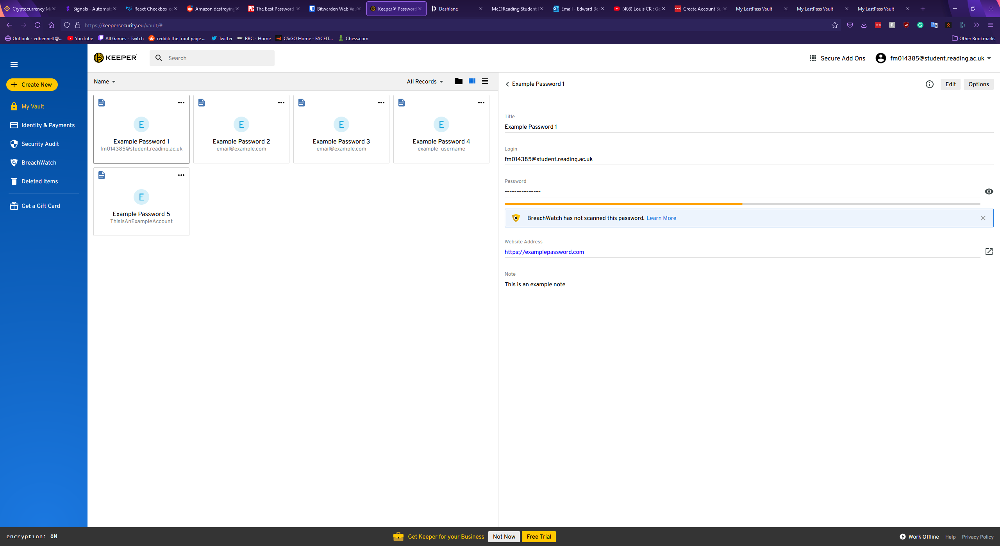 Cryptocurrency Ma
Signals - Automate
React Checkbox co
Amazon destroying
The Best Password
Bitwarden Web Vau
Keeper® Password
Dashlane
Me@Reading Student
Email - Edward Ben
(408) Louis CK : Ge
Create Account Su
My LastPass Vault
My LastPass Vault
My LastPass Vault
https://keepersecurity.eu/vault/#
Outlook - edbennett@...
YouTube
All Games - Twitch
reddit: the front page ...
Twitter
BBC - Home
CS:GO Home - FACEIT...
Chess.com
Other Bookmarks
KEEPER
Search
Secure Add Ons
fm014385@student.reading.ac.uk
Create New
My Vault
Identity & Payments
Security Audit
BreachWatch
Deleted Items
Get a Gift Card
Name
All Records
E
Example Password 1
fm014385@student.reading.ac.uk
E
Example Password 2
email@example.com
E
Example Password 3
email@example.com
E
Example Password 4
example_username
E
Example Password 5
ThisIsAnExampleAccount
Example Password 1
Edit
Options
Title
Example Password 1
Login
fm014385@student.reading.ac.uk
Password
•••••••••••••••
BreachWatch has not scanned this password. Learn More
Website Address
https://examplepassword.com
Note
This is an example note
encryption: ON
Get Keeper for your Business
Not Now
Free Trial
Work Offline
Help
Privacy Policy